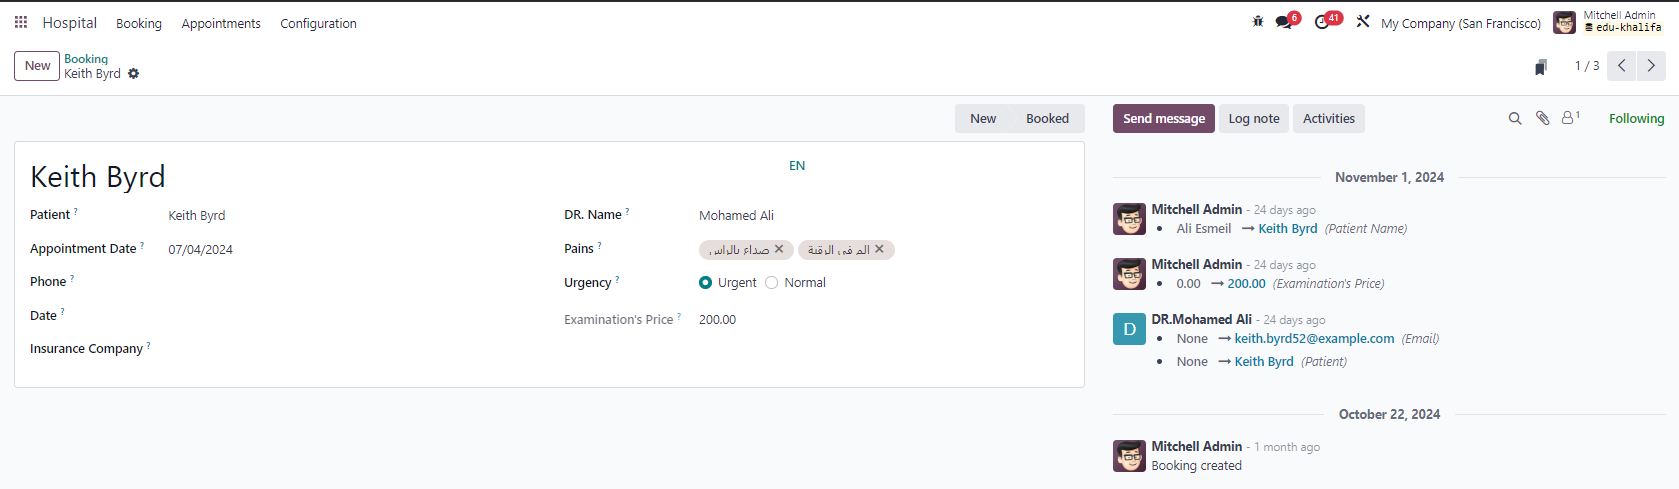 Hospital Booking Appointments Configuration 6 41 My Company (San Francisco) Mitchell Admin
edu-khalifa
New Booking
Keith Byrd
1 / 3
New Booked
Send message Log note Activities 1 Following
Keith Byrd
EN
Patient ? Keith Byrd
DR. Name ? Mohamed Ali
Appointment Date ? 07/04/2024
Pains ? صداع بالراس × الم في الرقبة ×
Phone ?
Urgency ? Urgent Normal
Date ?
Examination's Price ? 200.00
Insurance Company ?
November 1, 2024
Mitchell Admin - 24 days ago
• Ali Esmeil → Keith Byrd (Patient Name)
Mitchell Admin - 24 days ago
• 0.00 → 200.00 (Examination's Price)
D
DR.Mohamed Ali - 24 days ago
• None → keith.byrd52@example.com (Email)
• None → Keith Byrd (Patient)
October 22, 2024
Mitchell Admin - 1 month ago
Booking created